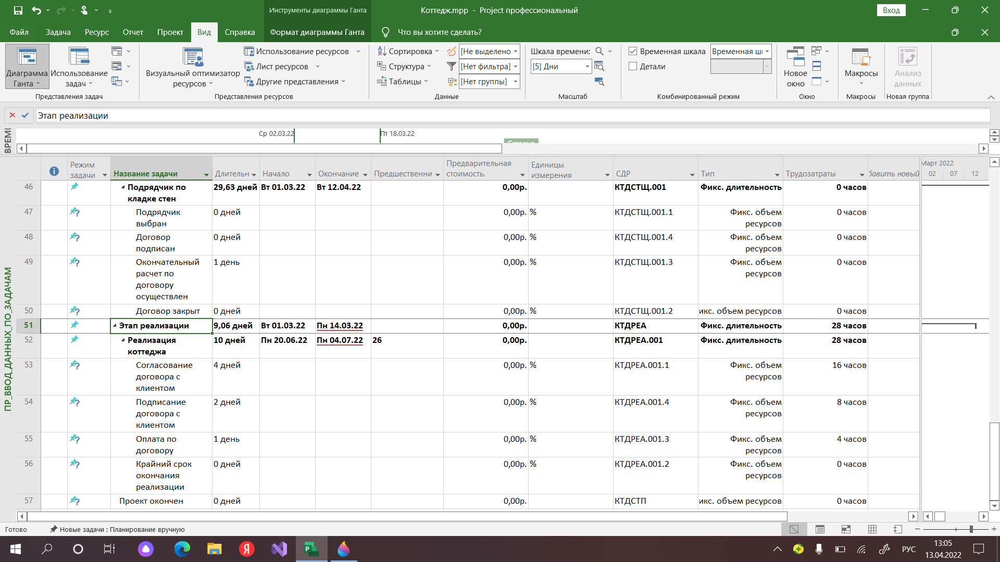 Инструменты диаграммы Ганта
Коттедж.mpp - Project профессиональный
Вход
Файл
Задача
Ресурс
Отчет
Проект
Вид
Справка
Формат диаграммы Ганта
Что вы хотите сделать?
Диаграмма Ганта
Использование задач
Представления задач
Визуальный оптимизатор ресурсов
Использование ресурсов
Лист ресурсов
Другие представления
Представления ресурсов
Сортировка
Структура
Таблицы
[Не выделено
[Нет фильтра]
[Нет группы]
Данные
Шкала времени:
[5] Дни
Масштаб
Временная шкала
Временная ш
Детали
Комбинированный режим
Новое окно
Окно
Макросы
Макросы
Анализ данных
Новая группа
Этап реализации
ВРЕМІ
Ср 02.03.22
Пт 18.03.22
Сегодня
ПР_ВВОД_ДАННЫХ_ПО_ЗАДАЧАМ
Режим задачи
Название задачи
Длительн
Начало
Окончание
Предшественни
Предварительная стоимость.
Единицы измерения
СДР
Тип
Трудозатраты
бавить новый
Март 2022
02 07 12
46 Подрядчик по кладке стен 29,63 дней Вт 01.03.22 Вт 12.04.22 0,00р. КТДСТЩ.001 Фикс. длительность 0 часов
47 Подрядчик выбран 0 дней 0,00р. % КТДСТЩ.001.1 Фикс. объем ресурсов 0 часов
48 Договор подписан 0 дней 0,00р. % КТДСТЩ.001.4 Фикс. объем ресурсов 0 часов
49 Окончательный расчет по договору осуществлен 1 день 0,00р. % КТДСТЩ.001.3 Фикс. объем ресурсов 0 часов
50 Договор закрыт 0 дней 0,00р. % КТДСТЩ.001.2 икс. объем ресурсов 0 часов
51 Этап реализации 9,06 дней Вт 01.03.22 Пн 14.03.22 0,00р. КТДРЕА Фикс. длительность 28 часов
52 Реализация коттеджа 10 дней Пн 20.06.22 Пн 04.07.22 26 0,00р. КТДРЕА.001 Фикс. длительность 28 часов
53 Согласование договора с клиентом 4 дней 0,00р. % КТДРЕА.001.1 Фикс. объем ресурсов 16 часов
54 Подписание договора с клиентом 2 дней 0,00р. % КТДРЕА.001.4 Фикс. объем ресурсов 8 часов
55 Оплата по договору 1 день 0,00р. % КТДРЕА.001.3 Фикс. объем ресурсов 4 часов
56 Крайний срок окончания реализации 0 дней 0,00р. % КТДРЕА.001.2 Фикс. объем ресурсов 0 часов
57 Проект окончен 0 дней 0,00р. КТДСТП икс. объем ресурсов 0 часов
Готово
Новые задачи : Планирование вручную
РУС
13:05
13.04.2022